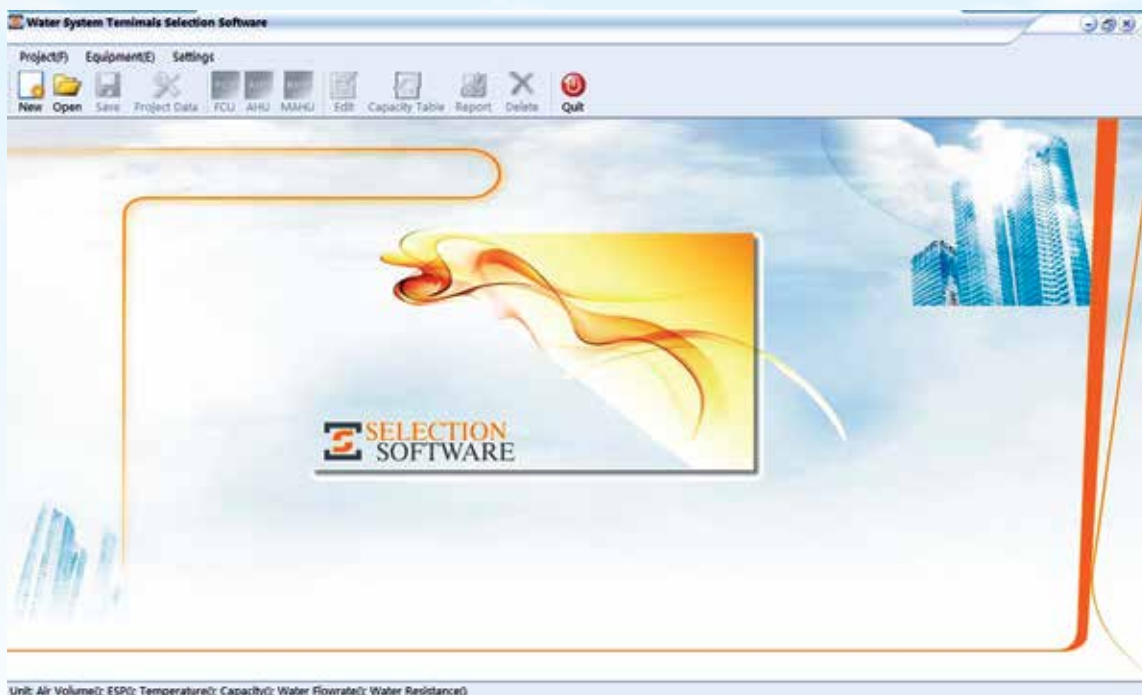 Water System Temimals Selection Software
Project(F) Equipment(E) Settings
New Open Save Project Data FCU AHU MAHU Edit Capacity Table Report Delete Quit
SELECTION
SOFTWARE
Unit: Air Volume(); ESP(); Temperature(); Capacity(); Water Flowrate(); Water Resistance()